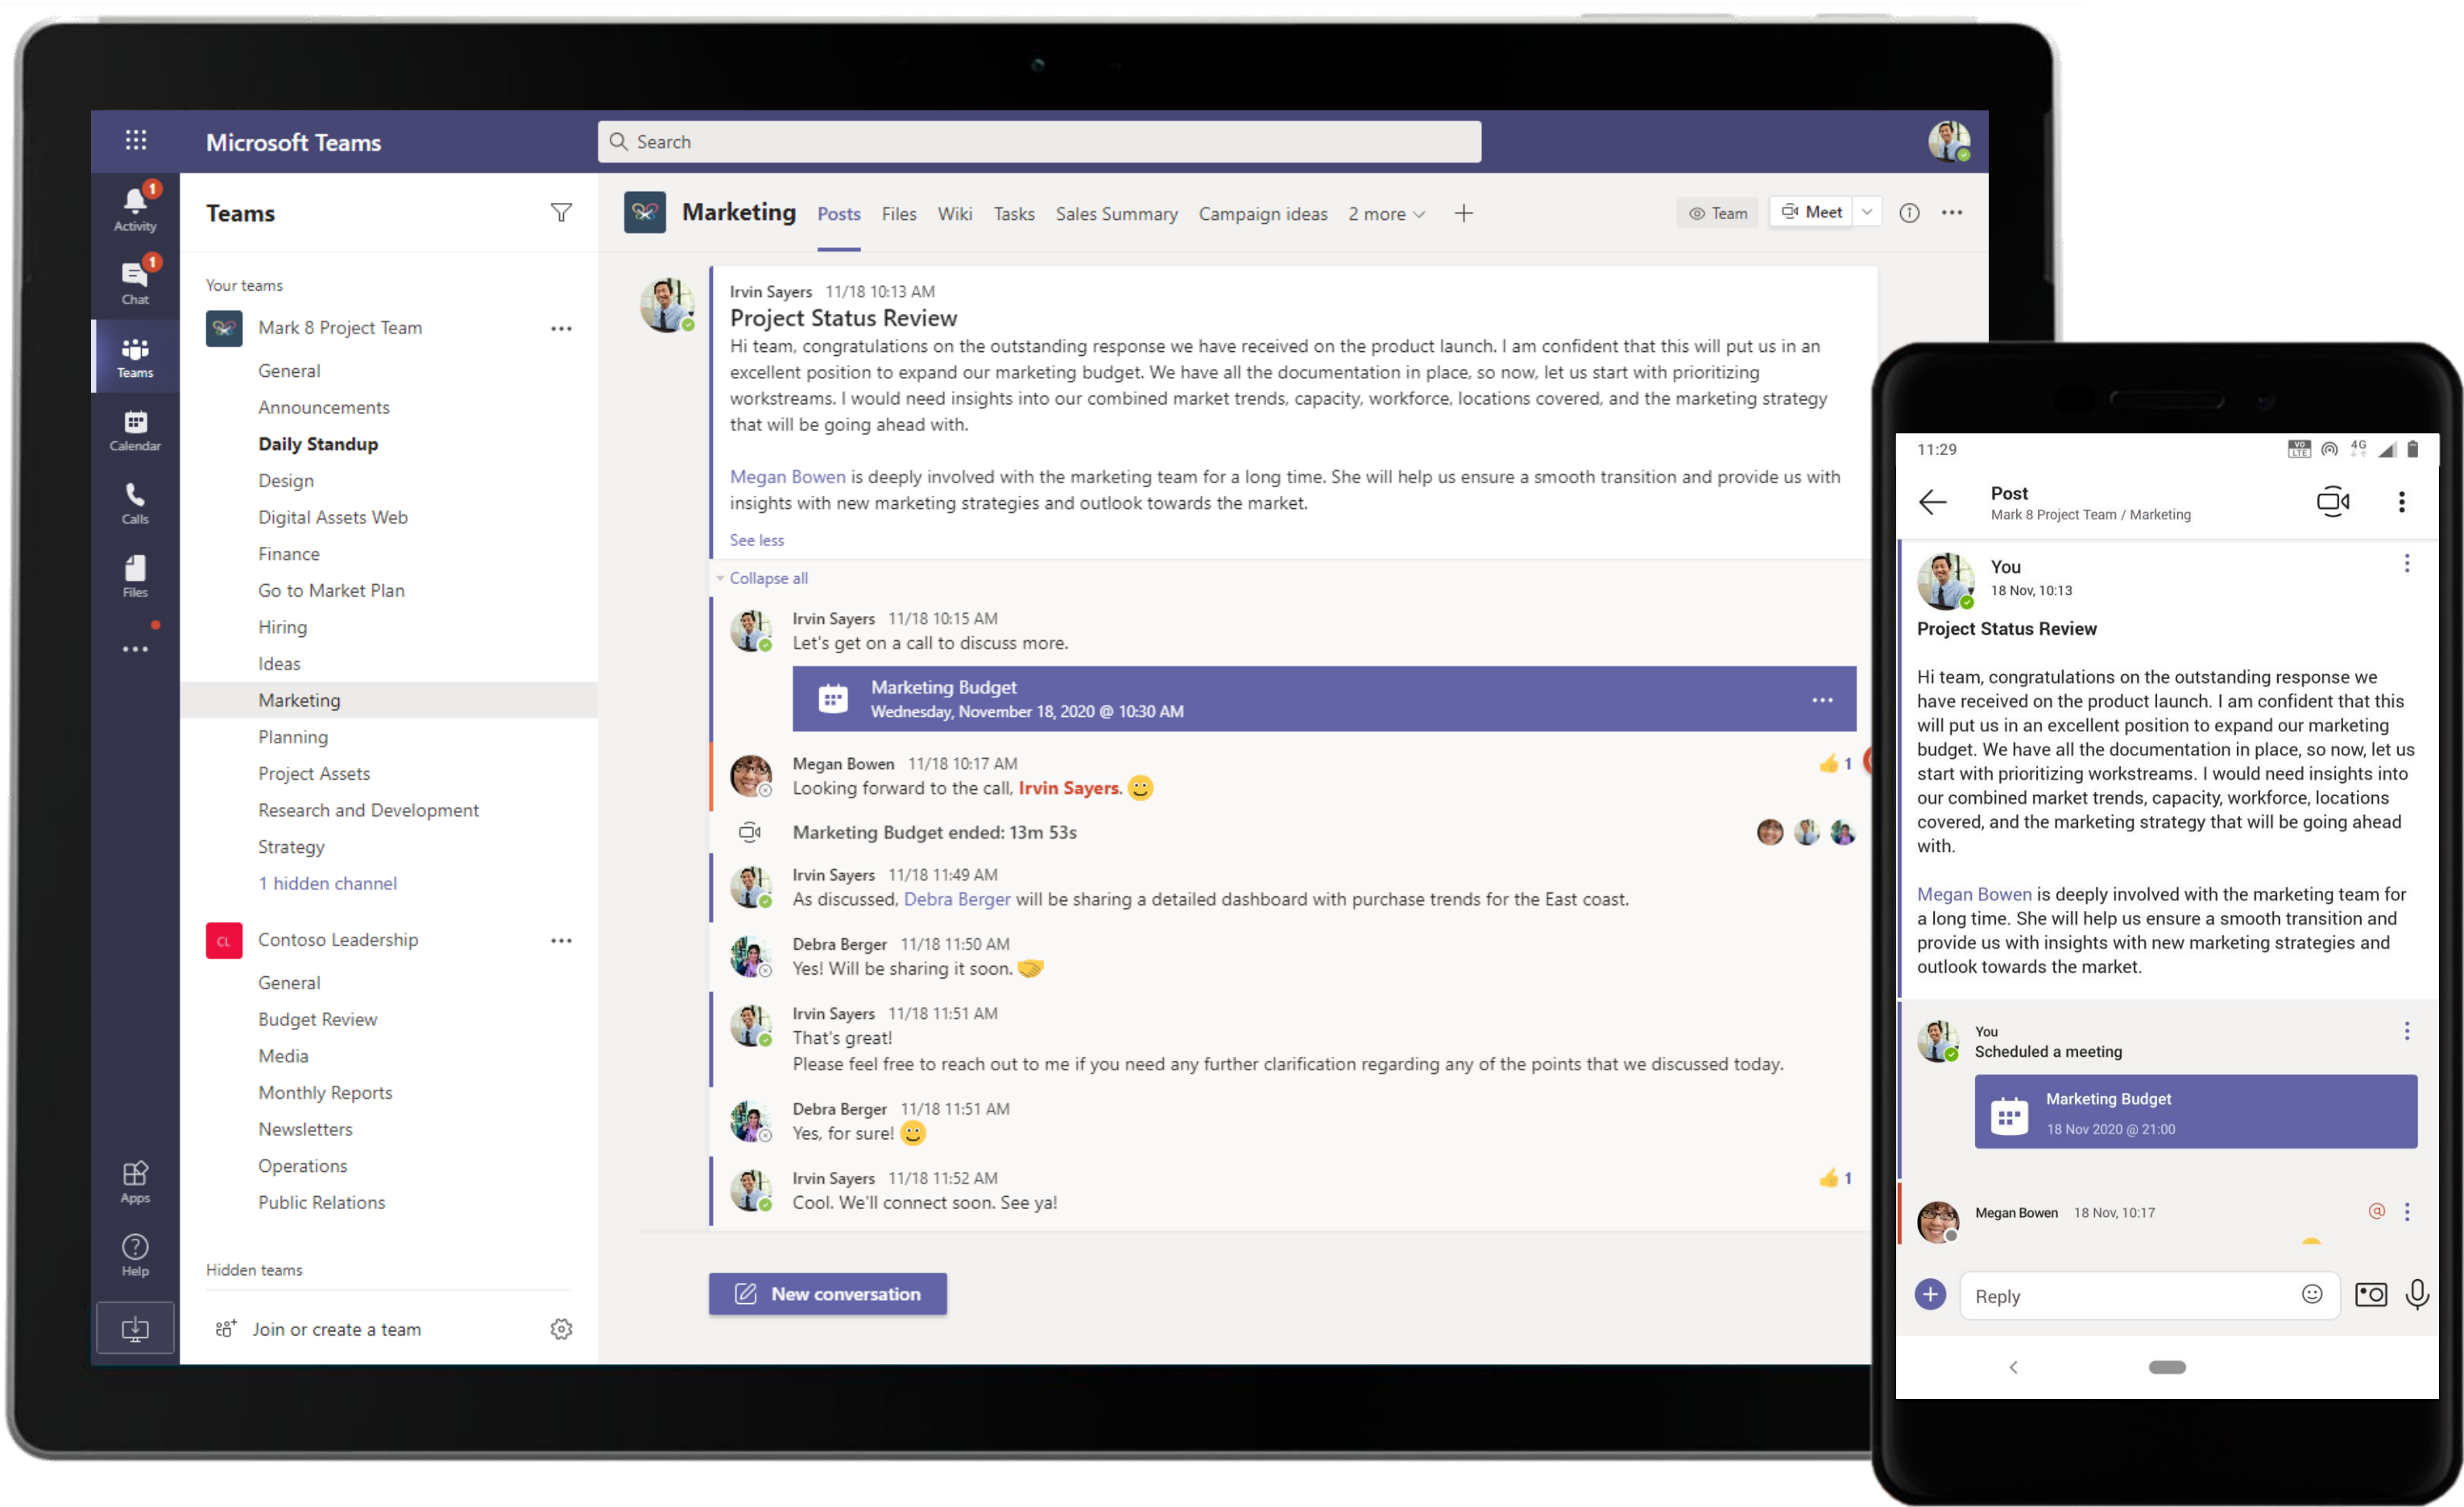 Microsoft Teams
Search
1
Activity
1
Chat
Teams
Calendar
Calls
Files
Apps
Help
Teams
Your teams
Mark 8 Project Team
General
Announcements
Daily Standup
Design
Digital Assets Web
Finance
Go to Market Plan
Hiring
Ideas
Marketing
Planning
Project Assets
Research and Development
Strategy
1 hidden channel
CL
Contoso Leadership
General
Budget Review
Media
Monthly Reports
Newsletters
Operations
Public Relations
Hidden teams
Join or create a team
Marketing Posts Files Wiki Tasks Sales Summary Campaign ideas 2 more
Team Meet
Irvin Sayers 11/18 10:13 AM
Project Status Review
Hi team, congratulations on the outstanding response we have received on the product launch. I am confident that this will put us in an
excellent position to expand our marketing budget. We have all the documentation in place, so now, let us start with prioritizing
workstreams. I would need insights into our combined market trends, capacity, workforce, locations covered, and the marketing strategy
that will be going ahead with.
Megan Bowen is deeply involved with the marketing team for a long time. She will help us ensure a smooth transition and provide us with
insights with new marketing strategies and outlook towards the market.
See less
Collapse all
Irvin Sayers 11/18 10:15 AM
Let's get on a call to discuss more.
Marketing Budget
Wednesday, November 18, 2020 @ 10:30 AM
Megan Bowen 11/18 10:17 AM
1
Looking forward to the call, Irvin Sayers.
Marketing Budget ended: 13m 53s
Irvin Sayers 11/18 11:49 AM
As discussed, Debra Berger will be sharing a detailed dashboard with purchase trends for the East coast.
Debra Berger 11/18 11:50 AM
Yes! Will be sharing it soon.
Irvin Sayers 11/18 11:51 AM
That's great!
Please feel free to reach out to me if you need any further clarification regarding any of the points that we discussed today.
Debra Berger 11/18 11:51 AM
Yes, for sure!
Irvin Sayers 11/18 11:52 AM
1
Cool. We'll connect soon. See ya!
New conversation
11:29
VO LTE 4G
Post
Mark 8 Project Team / Marketing
You
18 Nov, 10:13
Project Status Review
Hi team, congratulations on the outstanding response we
have received on the product launch. I am confident that this
will put us in an excellent position to expand our marketing
budget. We have all the documentation in place, so now, let us
start with prioritizing workstreams. I would need insights into
our combined market trends, capacity, workforce, locations
covered, and the marketing strategy that will be going ahead
with.
Megan Bowen is deeply involved with the marketing team for
a long time. She will help us ensure a smooth transition and
provide us with insights with new marketing strategies and
outlook towards the market.
You
Scheduled a meeting
Marketing Budget
18 Nov 2020 @ 21:00
Megan Bowen 18 Nov, 10:17
@
Reply